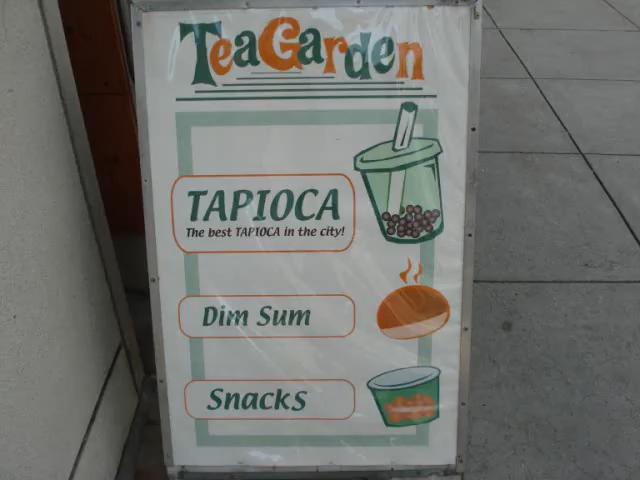 TeaGarden
TAPIOCA
The best TAPIOCA in the city!
Dim Sum
Snacks